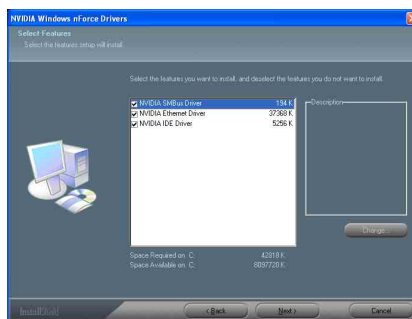 NVIDIA Windows nForce Drivers
Select Features
Select the features setup will install.
Select the features you want to install, and deselect the features you do not want to install.
NVIDIA SMBus Driver 194 K
NVIDIA Ethernet Driver 37368 K
NVIDIA IDE Driver 5256 K
Description
Change...
Space Required on C: 42818 K
Space Available on C: 8097720 K
InstallShield
< Back
Next >
Cancel